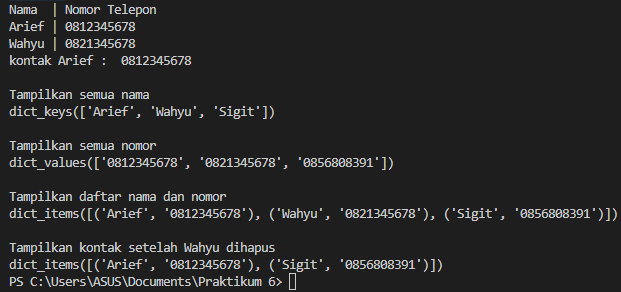 Nama  | Nomor Telepon
Arief | 0812345678
Wahyu | 0821345678
kontak Arief :  0812345678

Tampilkan semua nama
dict_keys(['Arief', 'Wahyu', 'Sigit'])

Tampilkan semua nomor
dict_values(['0812345678', '0821345678', '0856808391'])

Tampilkan daftar nama dan nomor
dict_items([('Arief', '0812345678'), ('Wahyu', '0821345678'), ('Sigit', '0856808391')])

Tampilkan kontak setelah Wahyu dihapus
dict_items([('Arief', '0812345678'), ('Sigit', '0856808391')])
PS C:\Users\ASUS\Documents\Praktikum 6>